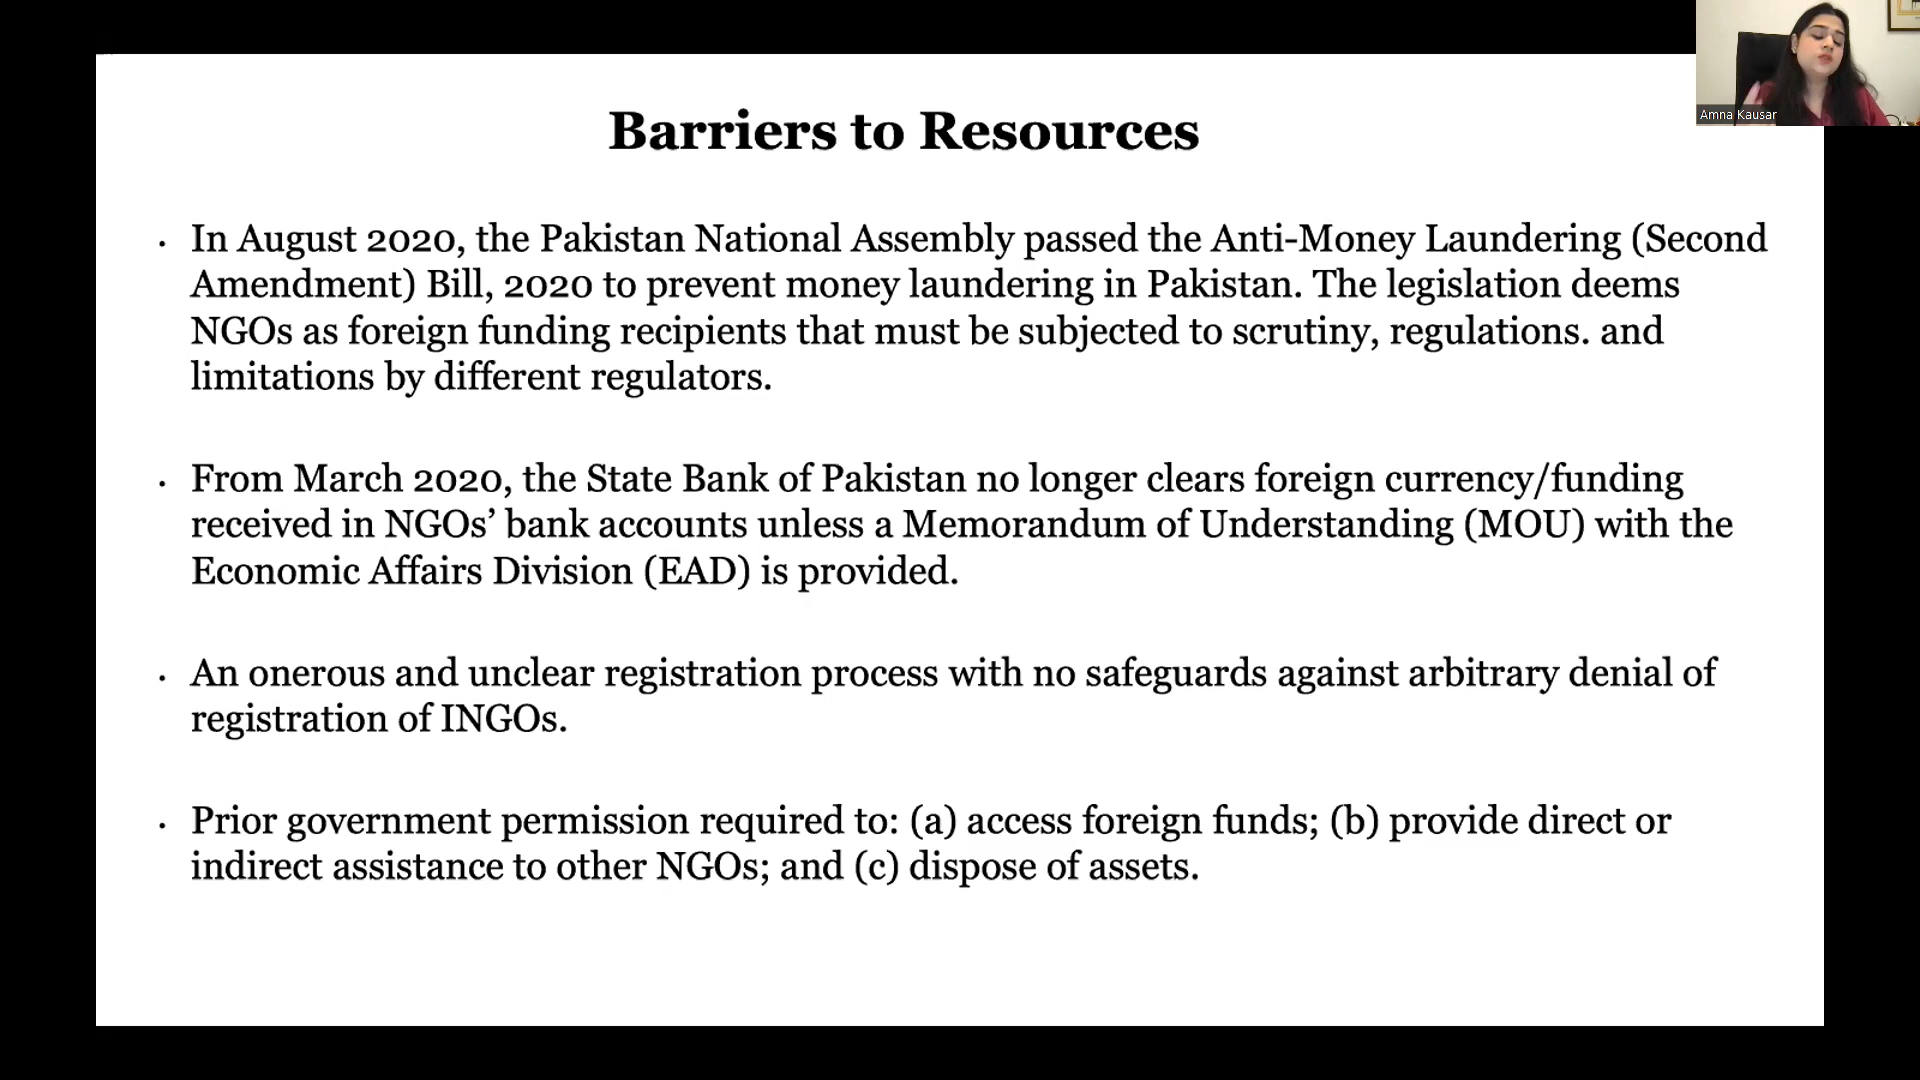 Barriers to Resources
Amna Kausar
• In August 2020, the Pakistan National Assembly passed the Anti-Money Laundering (Second
Amendment) Bill, 2020 to prevent money laundering in Pakistan. The legislation deems
NGOs as foreign funding recipients that must be subjected to scrutiny, regulations. and
limitations by different regulators.
• From March 2020, the State Bank of Pakistan no longer clears foreign currency/funding
received in NGOs’ bank accounts unless a Memorandum of Understanding (MOU) with the
Economic Affairs Division (EAD) is provided.
• An onerous and unclear registration process with no safeguards against arbitrary denial of
registration of INGOs.
• Prior government permission required to: (a) access foreign funds; (b) provide direct or
indirect assistance to other NGOs; and (c) dispose of assets.